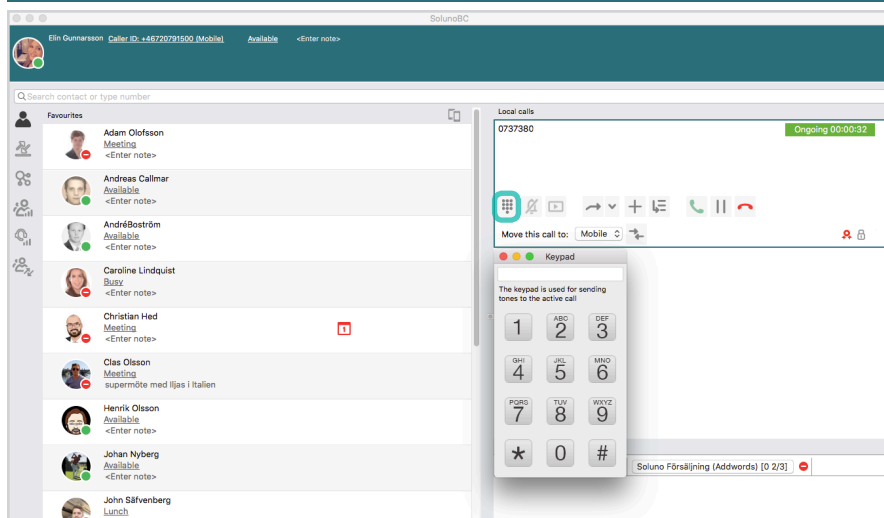 SolunoBC
Elin Gunnarsson Caller ID: +46720791500 (Mobile) Available <Enter note>
Search contact or type number
Favourites
Adam Olofsson
Meeting
<Enter note>
Andreas Callmar
Available
<Enter note>
AndréBoström
Available
<Enter note>
Caroline Lindquist
Busy
<Enter note>
Christian Hed
Meeting
<Enter note>
Clas Olsson
Meeting
supermöte med Iljas i Italien
Henrik Olsson
Available
<Enter note>
Johan Nyberg
Available
<Enter note>
John Säfvenberg
Lunch
Local calls
0737380
Ongoing 00:00:32
Move this call to: Mobile
Keypad
The keypad is used for sending
tones to the active call
1 ABC 2 DEF 3
GHI 4 JKL 5 MNO 6
PQRS 7 TUV 8 WXYZ 9
* 0 #
Soluno Försäljning (Addwords) [0 2/3]